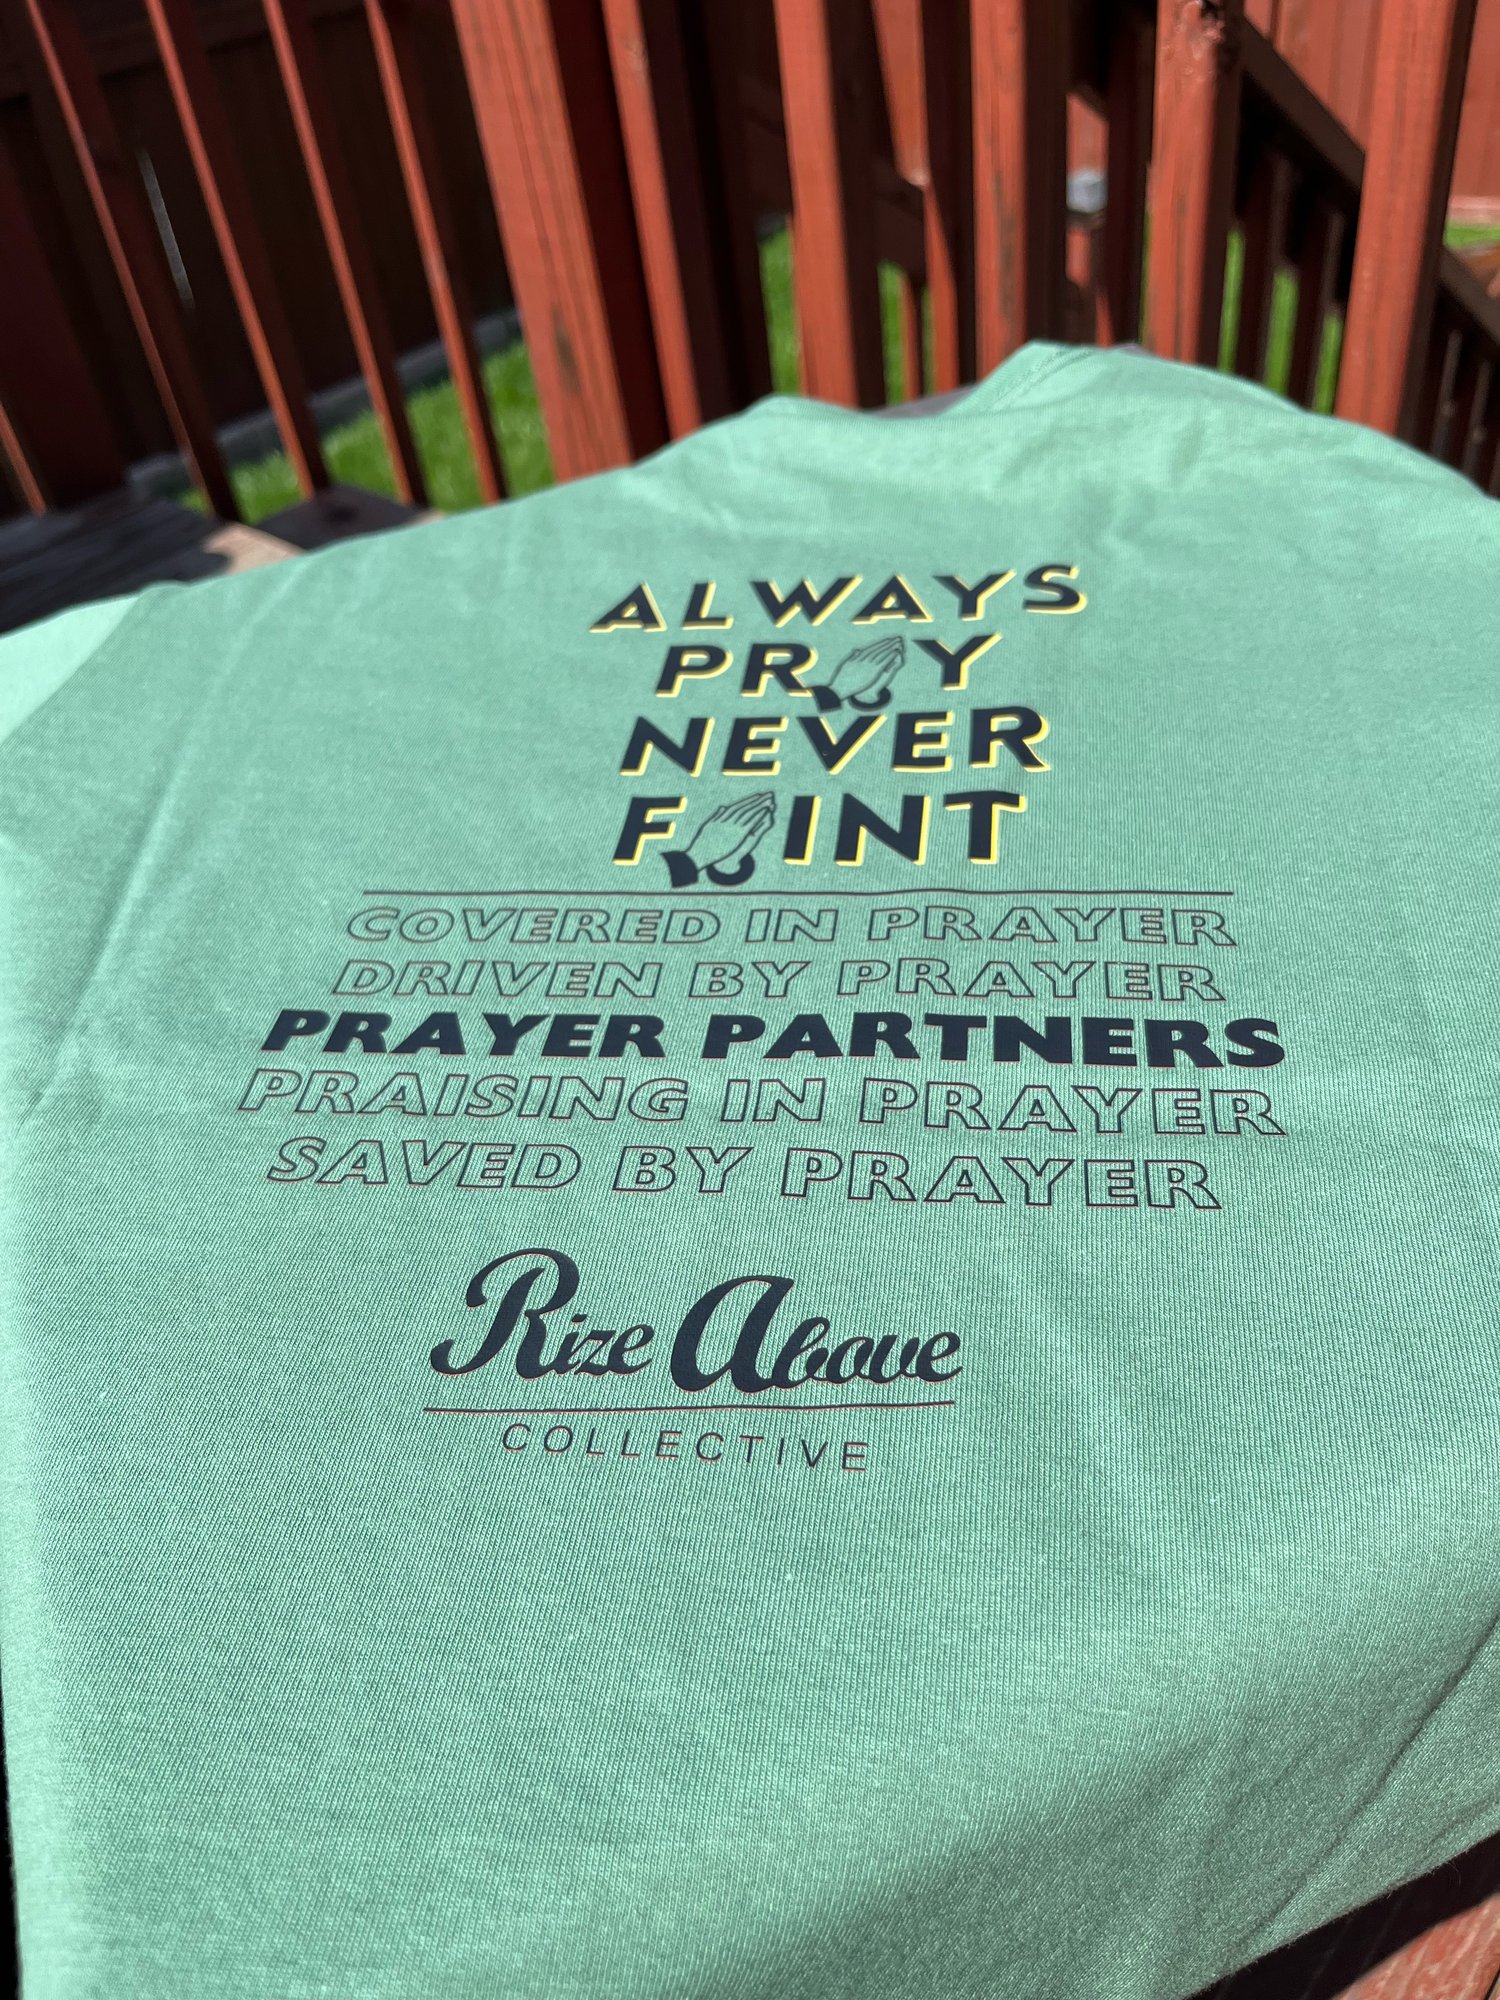 ALWAYS
PRAY
NEVER
FAINT
COVERED IN PRAYER
DRIVEN BY PRAYER
PRAYER PARTNERS
PRAISING IN PRAYER
SAVED BY PRAYER
Rize Above
COLLECTIVE